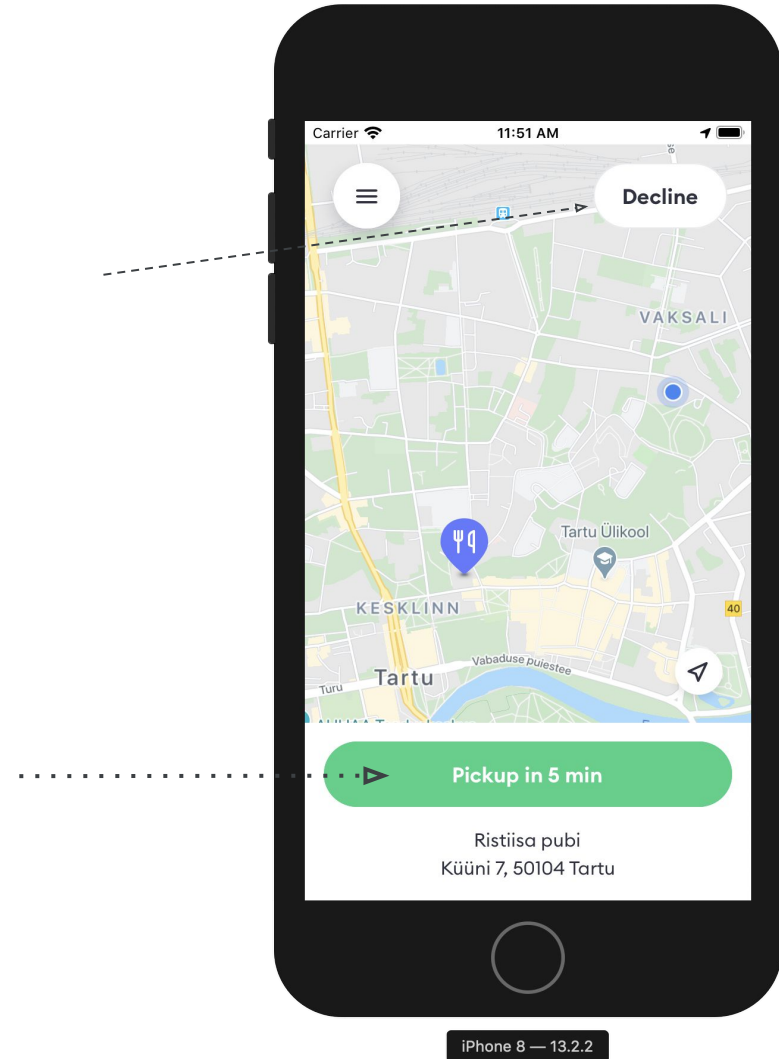 Carrier
11:51 AM
Decline
VAKSALI
Tartu Ülikool
KESKLINN
40
Vabaduse puiestee
Tartu
Turu
Pickup in 5 min
Ristiisa pubi
Küüni 7, 50104 Tartu
iPhone 8 — 13.2.2